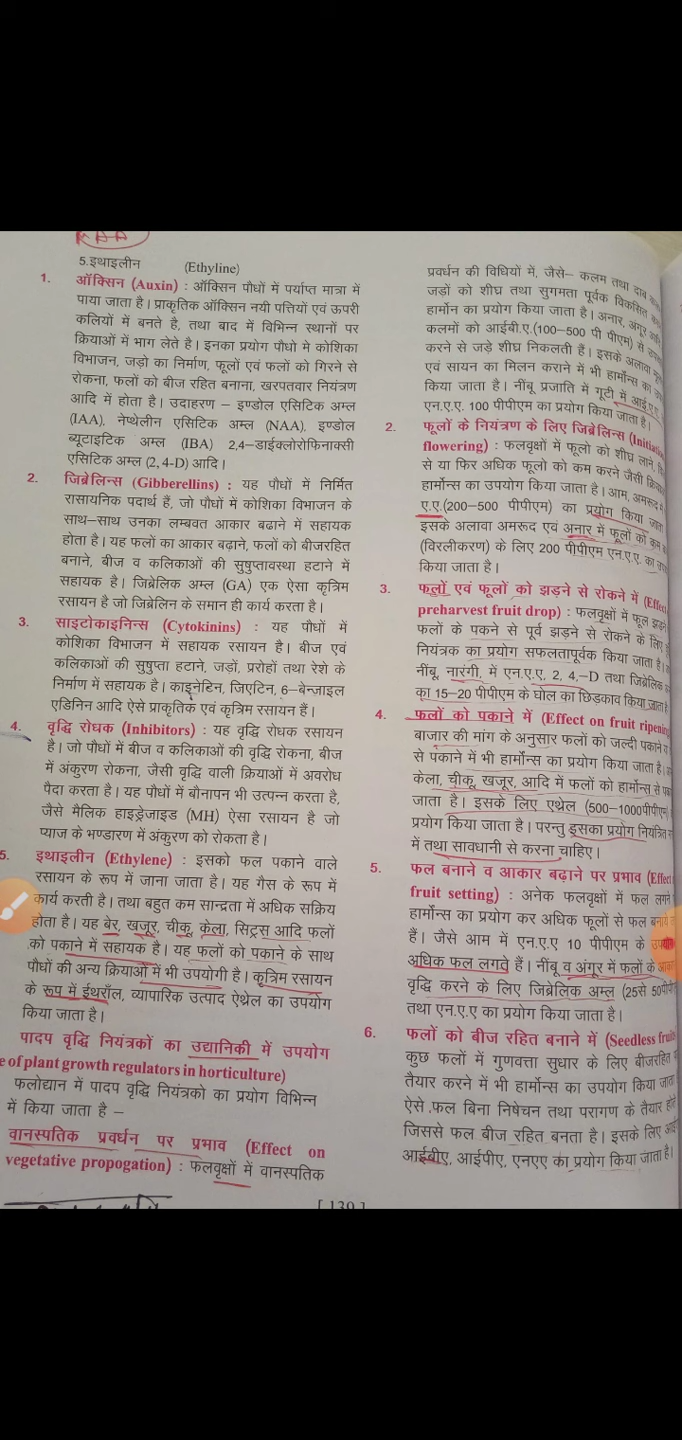 5.इथाइलीन (Ethyline)
1. ऑक्सिन (Auxin) : ऑक्सिन पौधों में पर्याप्त मात्रा में
पाया जाता है। प्राकृतिक ऑक्सिन नयी पत्तियों एवं ऊपरी
कलियों में बनते है, तथा बाद में विभिन्न स्थानों पर
क्रियाओं में भाग लेते है। इनका प्रयोग पौधो मे कोशिका
विभाजन, जड़ो का निर्माण, फूलों एवं फलों को गिरने से
रोकना, फलों को बीज रहित बनाना, खरपतवार नियंत्रण
आदि में होता है। उदाहरण – इण्डोल एसिटिक अम्ल
(IAA), नेप्थेलीन एसिटिक अम्ल (NAA), इण्डोल
ब्यूटाइटिक अम्ल (IBA) 2,4–डाईक्लोरोफिनाक्सी
एसिटिक अम्ल (2, 4-D) आदि।
2. जिब्रेलिन्स (Gibberellins) : यह पौधों में निर्मित
रासायनिक पदार्थ हैं, जो पौधों में कोशिका विभाजन के
साथ–साथ उनका लम्बवत आकार बढाने में सहायक
होता है। यह फलों का आकार बढ़ाने, फलों को बीजरहित
बनाने, बीज व कलिकाओं की सुषुप्तावस्था हटाने में
सहायक है। जिब्रेलिक अम्ल (GA) एक ऐसा कृत्रिम
रसायन है जो जिब्रेलिन के समान ही कार्य करता है।
3. साइटोकाइनिन्स (Cytokinins) : यह पौधों में
कोशिका विभाजन में सहायक रसायन है। बीज एवं
कलिकाओं की सुषुप्ता हटाने, जड़ों, प्ररोहों तथा रेशे के
निर्माण में सहायक है। काइनेटिन, जिएटिन, 6–बेन्जाइल
एडिनिन आदि ऐसे प्राकृतिक एवं कृत्रिम रसायन हैं।
4. वृद्धि रोधक (Inhibitors) : यह वृद्धि रोधक रसायन
है। जो पौधों में बीज व कलिकाओं की वृद्धि रोकना, बीज
में अंकुरण रोकना, जैसी वृद्धि वाली क्रियाओं में अवरोध
पैदा करता है। यह पौधों में बौनापन भी उत्पन्न करता है,
जैसे मैलिक हाइड्रेजाइड (MH) ऐसा रसायन है जो
प्याज के भण्डारण में अंकुरण को रोकता है।
5. इथाइलीन (Ethylene) : इसको फल पकाने वाले
रसायन के रूप में जाना जाता है। यह गैस के रूप में
कार्य करती है। तथा बहुत कम सान्द्रता में अधिक सक्रिय
होता है। यह बेर, खजूर, चीकू, केला, सिट्रस आदि फलों
को पकाने में सहायक है। यह फलों को पकाने के साथ
पौधों की अन्य क्रियाओं में भी उपयोगी है। कृत्रिम रसायन
के रूप में ईथरॉल, व्यापारिक उत्पाद ऐथ्रेल का उपयोग
किया जाता है।
पादप वृद्धि नियंत्रकों का उद्यानिकी में उपयोग
of plant growth regulators in horticulture)
फलोद्यान में पादप वृद्धि नियंत्रको का प्रयोग विभिन्न
में किया जाता है –
वानस्पतिक प्रवर्धन पर प्रभाव (Effect on
vegetative propogation) : फलवृक्षों में वानस्पतिक
प्रवर्धन की विधियों में, जैसे– कलम तथा दाब
जड़ों को शीघ्र तथा सुगमता पूर्वक विकसित
हार्मोन का प्रयोग किया जाता है। अनार, अंगूर
कलमों को आईबी.ए.(100–500 पी पीएम) से
करने से जड़े शीघ्र निकलती हैं। इसके अलावा
एवं सायन का मिलन कराने में भी हार्मोन्स का
किया जाता है। नींबू प्रजाति में गूटी में आई.ए.
एन.ए.ए. 100 पीपीएम का प्रयोग किया जाता है।
2. फूलों के नियंत्रण के लिए जिब्रेलिन्स (Initiation
flowering) : फलवृक्षों में फूलो को शीघ्र लाने,
से या फिर अधिक फूलो को कम करने जैसी
हार्मोन्स का उपयोग किया जाता है। आम, अमरूद में
ए.ए.(200–500 पीपीएम) का प्रयोग किया जाता
इसके अलावा अमरूद एवं अनार में फूलों को कम
(विरलीकरण) के लिए 200 पीपीएम एन.ए.ए. का
किया जाता है।
3. फलों एवं फूलों को झड़ने से रोकने में (Effect
preharvest fruit drop) : फलवृक्षों में फूल झड़ने
फलों के पकने से पूर्व झड़ने से रोकने के लिए
नियंत्रक का प्रयोग सफलतापूर्वक किया जाता है।
नींबू, नारंगी, में एन.ए.ए. 2, 4,–D तथा जिब्रेलिक
का 15–20 पीपीएम के घोल का छिड़काव किया जाता
4. फलों को पकाने में (Effect on fruit ripening
बाजार की मांग के अनुसार फलों को जल्दी पकाने
से पकाने में भी हार्मोन्स का प्रयोग किया जाता है।
केला, चीकू, खजूर, आदि में फलों को हार्मोन्स से
जाता है। इसके लिए एथ्रेल (500–1000पीपीएम)
प्रयोग किया जाता है। परन्तु इसका प्रयोग नियंत्रित
में तथा सावधानी से करना चाहिए।
5. फल बनाने व आकार बढ़ाने पर प्रभाव (Effect
fruit setting) : अनेक फलवृक्षों में फल लगने
हार्मोन्स का प्रयोग कर अधिक फूलों से फल बनाये
हैं। जैसे आम में एन.ए.ए 10 पीपीएम के
अधिक फल लगते हैं। नींबू व अंगूर में फलों के
वृद्धि करने के लिए जिब्रेलिक अम्ल (25से 50
तथा एन.ए.ए का प्रयोग किया जाता है।
6. फलों को बीज रहित बनाने में (Seedless fruit
कुछ फलों में गुणवत्ता सुधार के लिए बीजरहित
तैयार करने में भी हार्मोन्स का उपयोग किया जाता
ऐसे फल बिना निषेचन तथा परागण के तैयार होते
जिससे फल बीज रहित बनता है। इसके लिए
आईबीए, आईपीए, एनएए का प्रयोग किया जाता है।
[ 139 ]